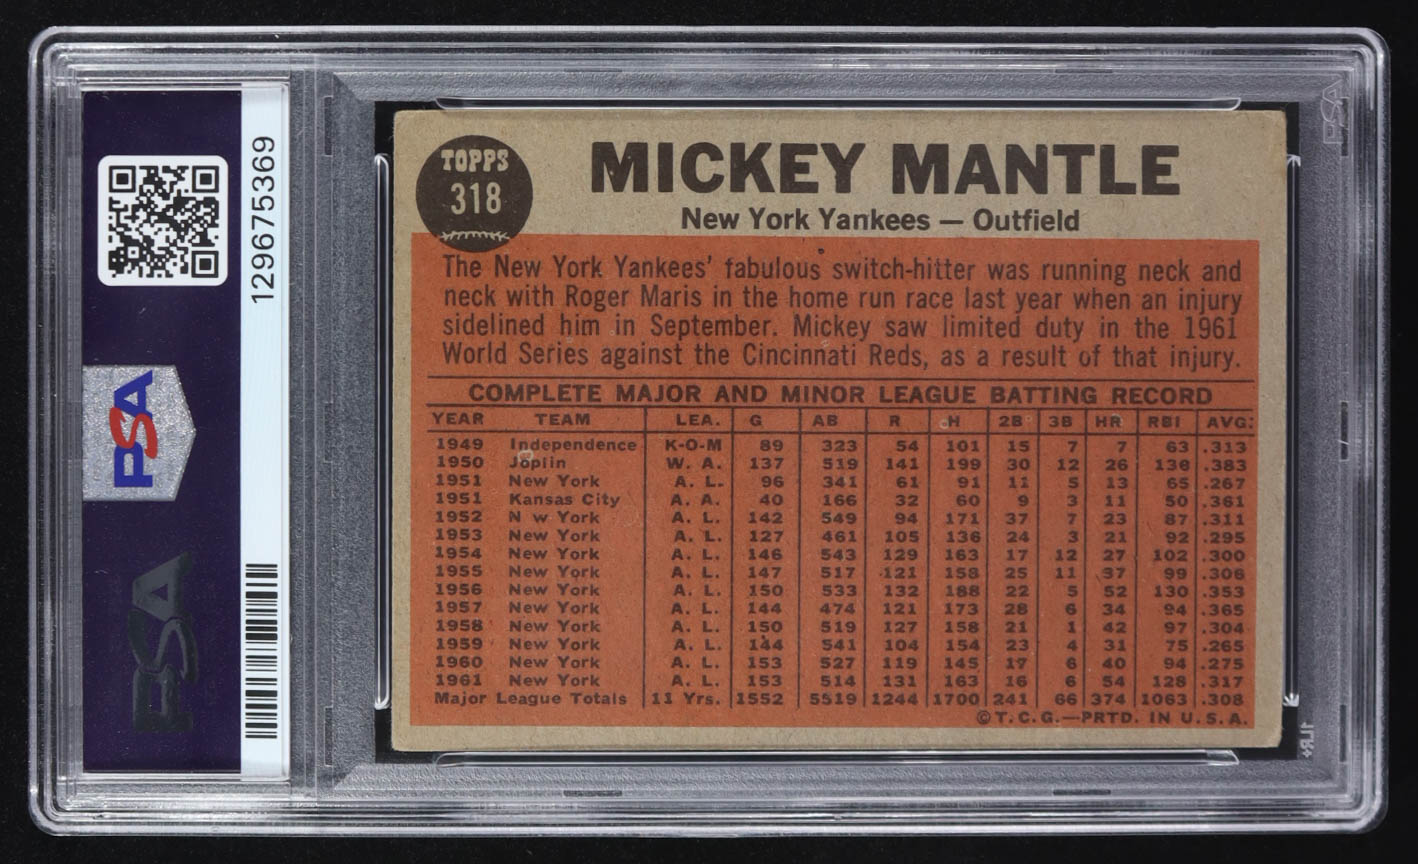 TOPPS
318
MICKEY MANTLE
New York Yankees — Outfield
The New York Yankees' fabulous switch-hitter was running neck and
neck with Roger Maris in the home run race last year when an injury
sidelined him in September. Mickey saw limited duty in the 1961
World Series against the Cincinnati Reds, as a result of that injury.
COMPLETE MAJOR AND MINOR LEAGUE BATTING RECORD
YEAR TEAM LEA. G AB R H 2B 3B HR RBI AVG.
1949 Independence K-O-M 89 323 54 101 15 7 7 63 .313
1950 Joplin W. A. 137 519 141 199 30 12 26 136 .383
1951 New York A. L. 96 341 61 91 11 5 13 65 .267
1951 Kansas City A. A. 40 166 32 60 9 3 11 50 .361
1952 N w York A. L. 142 549 94 171 37 7 23 87 .311
1953 New York A. L. 127 461 105 136 24 3 21 92 .295
1954 New York A. L. 146 543 129 163 17 12 27 102 .300
1955 New York A. L. 147 517 121 158 25 11 37 99 .306
1956 New York A. L. 150 533 132 188 22 5 52 130 .353
1957 New York A. L. 144 474 121 173 28 6 34 94 .365
1958 New York A. L. 150 519 127 158 21 1 42 97 .304
1959 New York A. L. 144 541 104 154 23 4 31 75 .265
1960 New York A. L. 153 527 119 145 17 6 40 94 .275
1961 New York A. L. 153 514 131 163 16 6 54 128 .317
Major League Totals 11 Yrs. 1552 5519 1244 1700 241 66 374 1063 .308
©T.C.G.—PRTD. IN U.S.A.
129675369
PSA
PSA
PSA